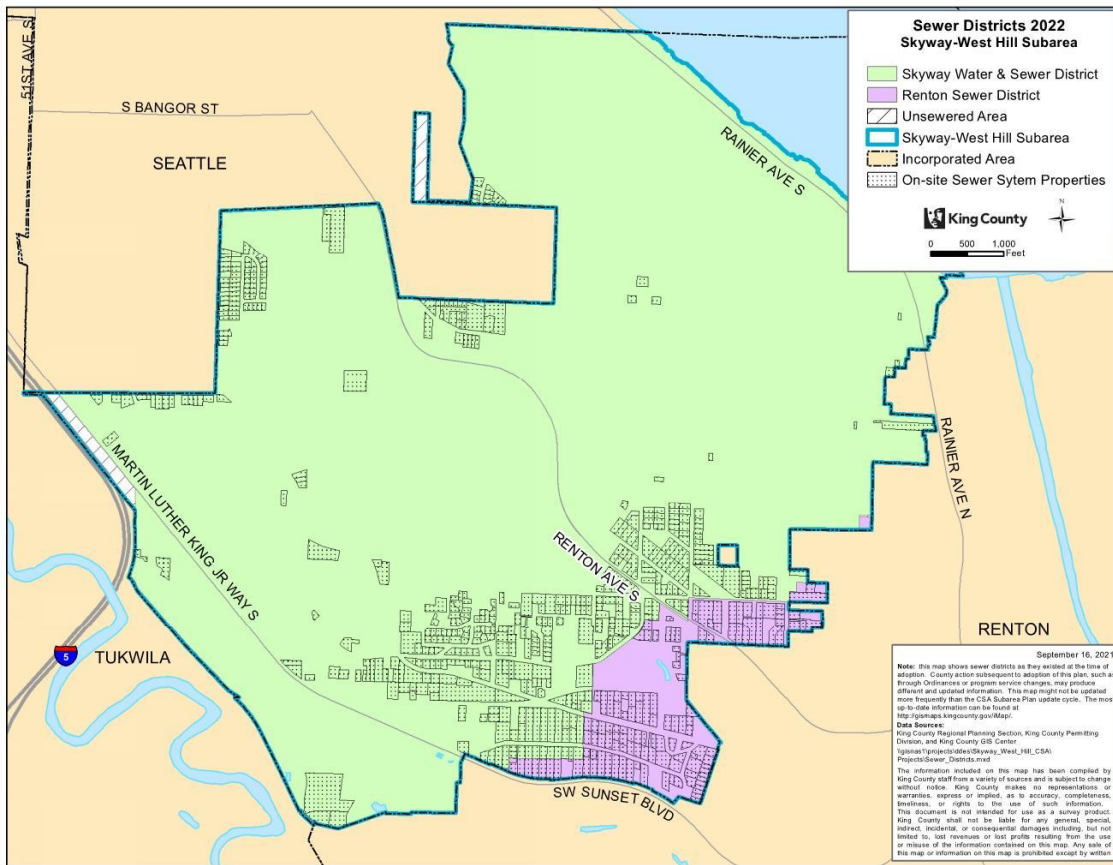 Sewer Districts 2022
Skyway-West Hill Subarea
Skyway Water & Sewer District
Renton Sewer District
Unsewered Area
Skyway-West Hill Subarea
Incorporated Area
On-site Sewer Sytem Properties
King County
N
0 500 1,000
Feet
51ST AVE S
S BANGOR ST
SEATTLE
RAINIER AVE S
MARTIN LUTHER KING JR WAY S
RENTON AVE S
RAINIER AVE N
5
TUKWILA
RENTON
SW SUNSET BLVD
September 16, 2021
Note: this map shows sewer districts as they existed at the time of
adoption. County action subsequent to adoption of this plan, such as
through Ordinances or program service changes, may produce
different and updated information. This map might not be updated
more frequently than the CSA Subarea Plan update cycle. The most
up-to-date information can be found at
http://gismaps.kingcounty.gov/iMap/.
Data Sources:
King County Regional Planning Section, King County Permitting
Division, and King County GIS Center
\\gisnas1\projects\ddes\Skyway_West_Hill_CSA\
Projects\Sewer_Districts.mxd
The information included on this map has been compiled by
King County staff from a variety of sources and is subject to change
without notice. King County makes no representations or
warranties, express or implied, as to accuracy, completeness,
timeliness, or rights to the use of such information.
This document is not intended for use as a survey product.
King County shall not be liable for any general, special,
indirect, incidental, or consequential damages including, but not
limited to, lost revenues or lost profits resulting from the use
or misuse of the information contained on this map. Any sale of
this map or information on this map is prohibited except by written